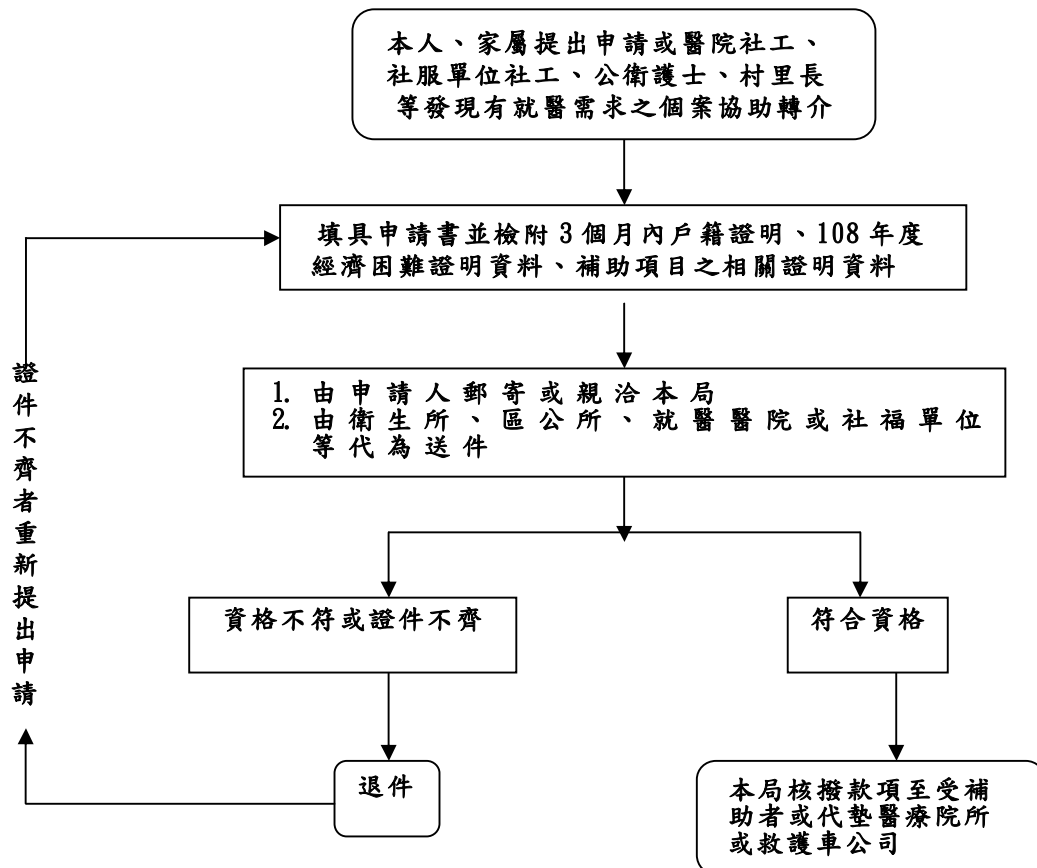 本人、家屬提出申請或醫院社工、
社服單位社工、公衛護士、村里長
等發現有就醫需求之個案協助轉介
填具申請書並檢附3個月內戶籍證明、108年度
經濟困難證明資料、補助項目之相關證明資料
1. 由申請人郵寄或親洽本局
2. 由衛生所、區公所、就醫醫院或社福單位
等代為送件
證件不齊者重新提出申請
資格不符或證件不齊
符合資格
退件
本局核撥款項至受補
助者或代墊醫療院所
或救護車公司